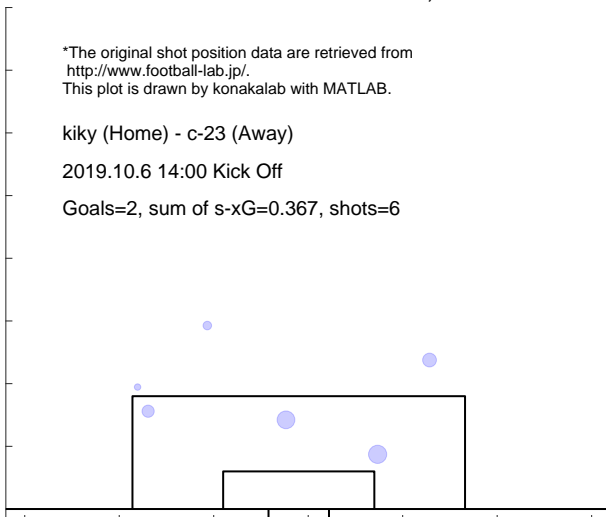 *The original shot position data are retrieved from
http://www.football-lab.jp/.
This plot is drawn by konakalab with MATLAB.
kiky (Home) - c-23 (Away)
2019.10.6 14:00 Kick Off
Goals=2, sum of s-xG=0.367, shots=6